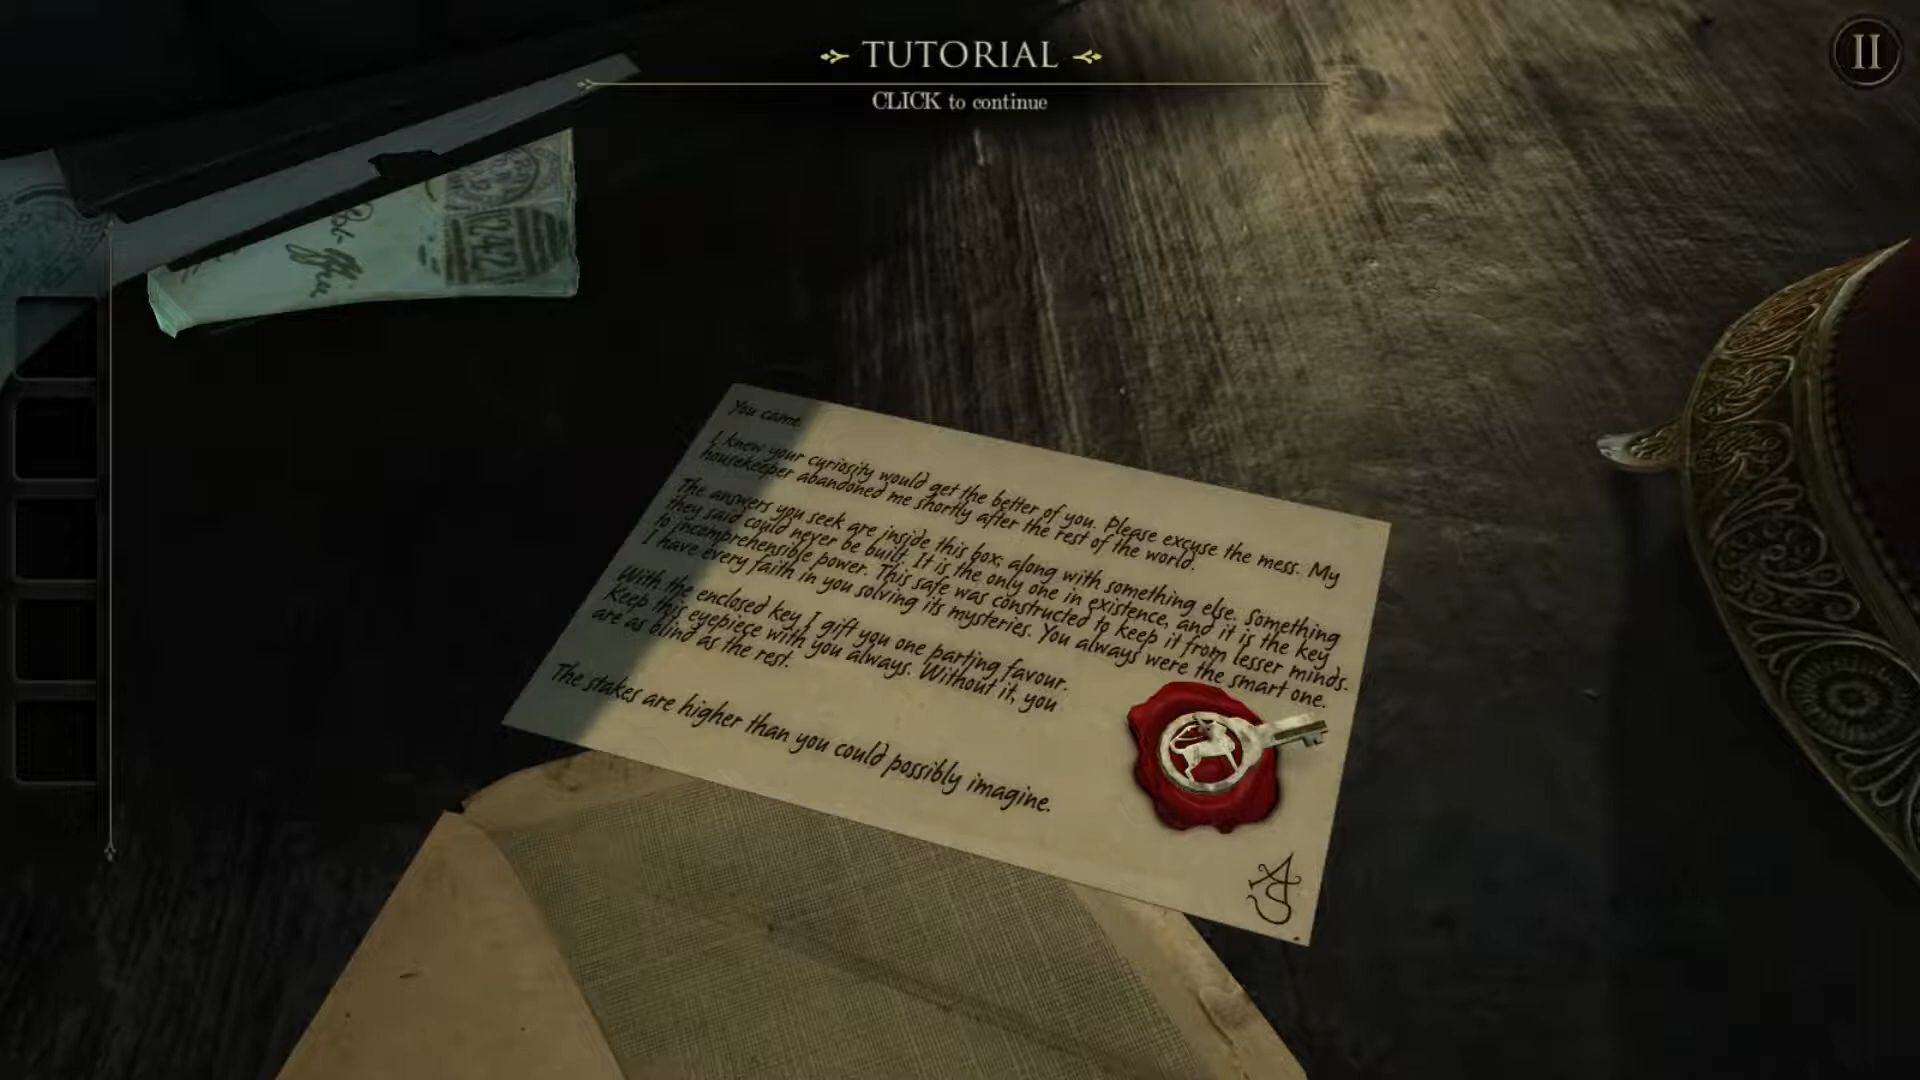 TUTORIAL
CLICK to continue
You came.
I knew your curiosity would get the better of you. Please excuse the mess. My
housekeeper abandoned me shortly after the rest of the world.
The answers you seek are inside this box; along with something else. Something
they said could never be built. It is the only one in existence, and it is the key
to incomprehensible power. This safe was constructed to keep it from lesser minds.
I have every faith in you solving its mysteries. You always were the smart one.
With the enclosed key I gift you one parting favour.
Keep this eyepiece with you always. Without it, you
are as blind as the rest.
The stakes are higher than you could possibly imagine.